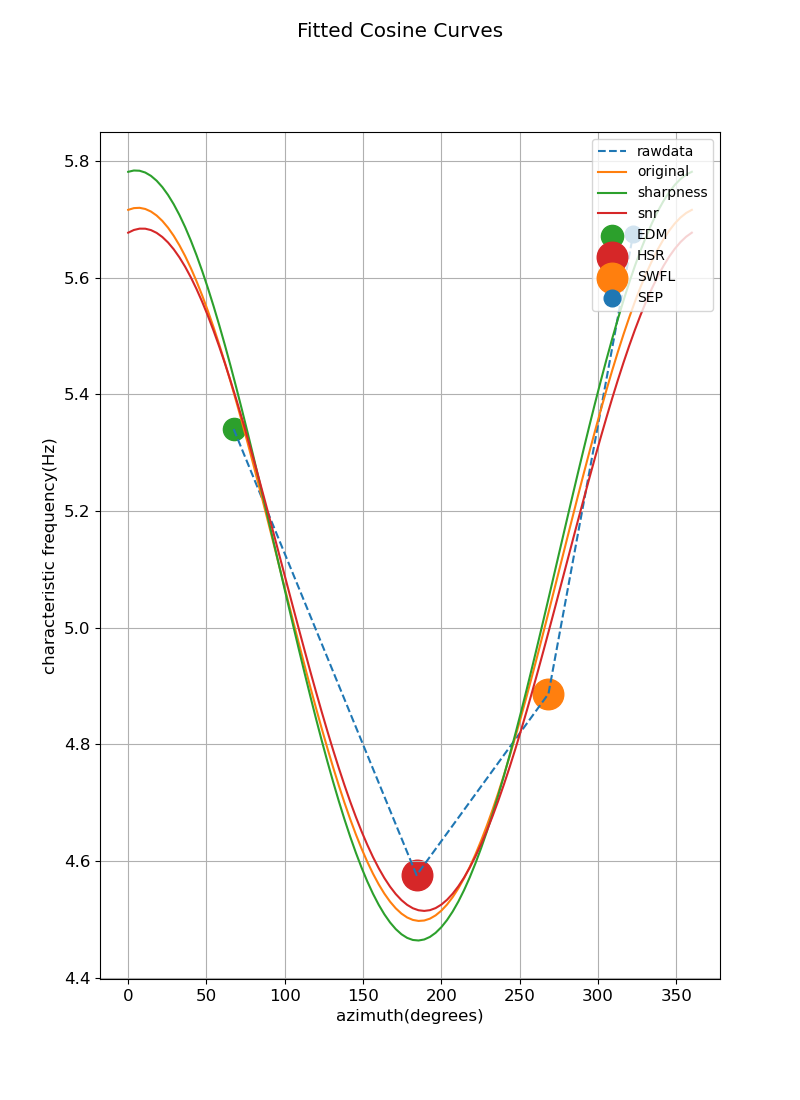 Fitted Cosine Curves
5.8
5.6
5.4
5.2
5.0
4.8
4.6
4.4
characteristic frequency(Hz)
rawdata
original
sharpness
snr
EDM
HSR
SWFL
SEP
0 50 100 150 200 250 300 350
azimuth(degrees)